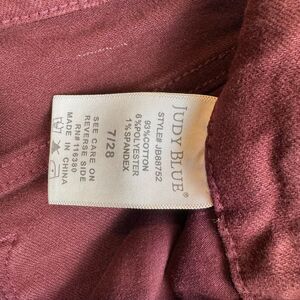 JUDY BLUE®
STYLE# JB88752
93%COTTON
6%POLYESTER
1%SPANDEX
7/28
SEE CARE ON
REVERSE SIDE
RN# 116380
MADE IN CHINA